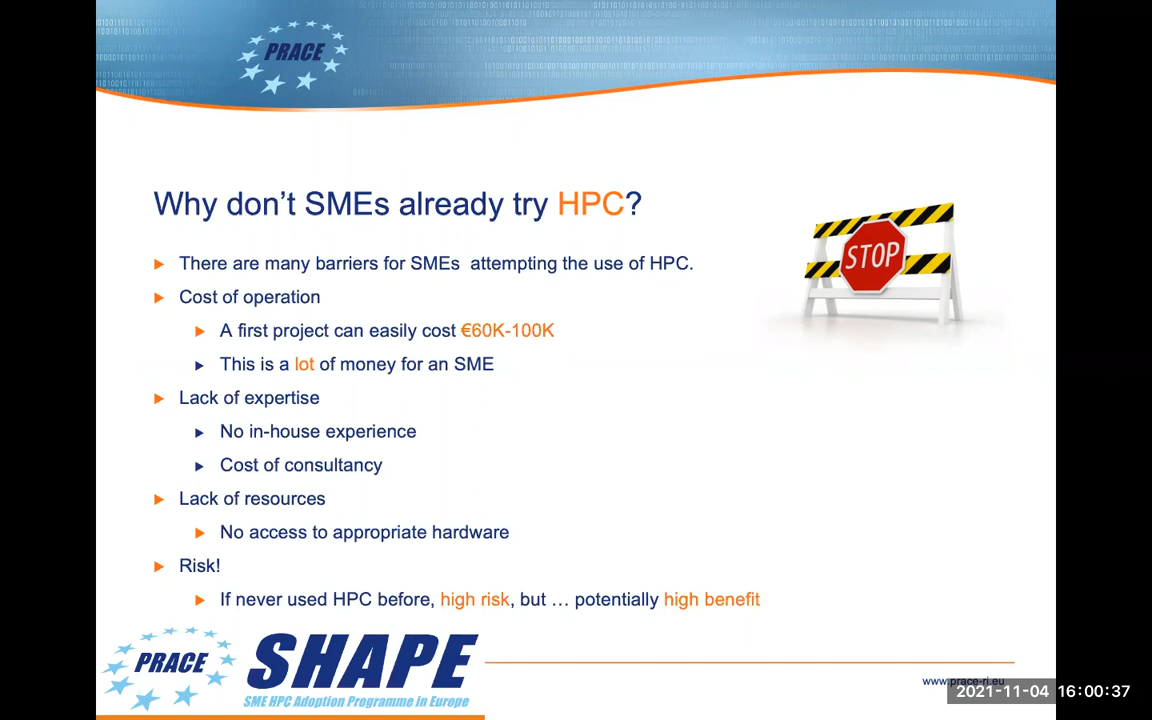 PRACE
Why don't SMEs already try HPC?
There are many barriers for SMEs attempting the use of HPC.
STOP
Cost of operation
A first project can easily cost €60K-100K
This is a lot of money for an SME
Lack of expertise
No in-house experience
Cost of consultancy
Lack of resources
No access to appropriate hardware
Risk!
If never used HPC before, high risk, but … potentially high benefit
PRACE
SHAPE
SME HPC Adoption Programme in Europe
www.prace-ri.eu
2021-11-04 16:00:37